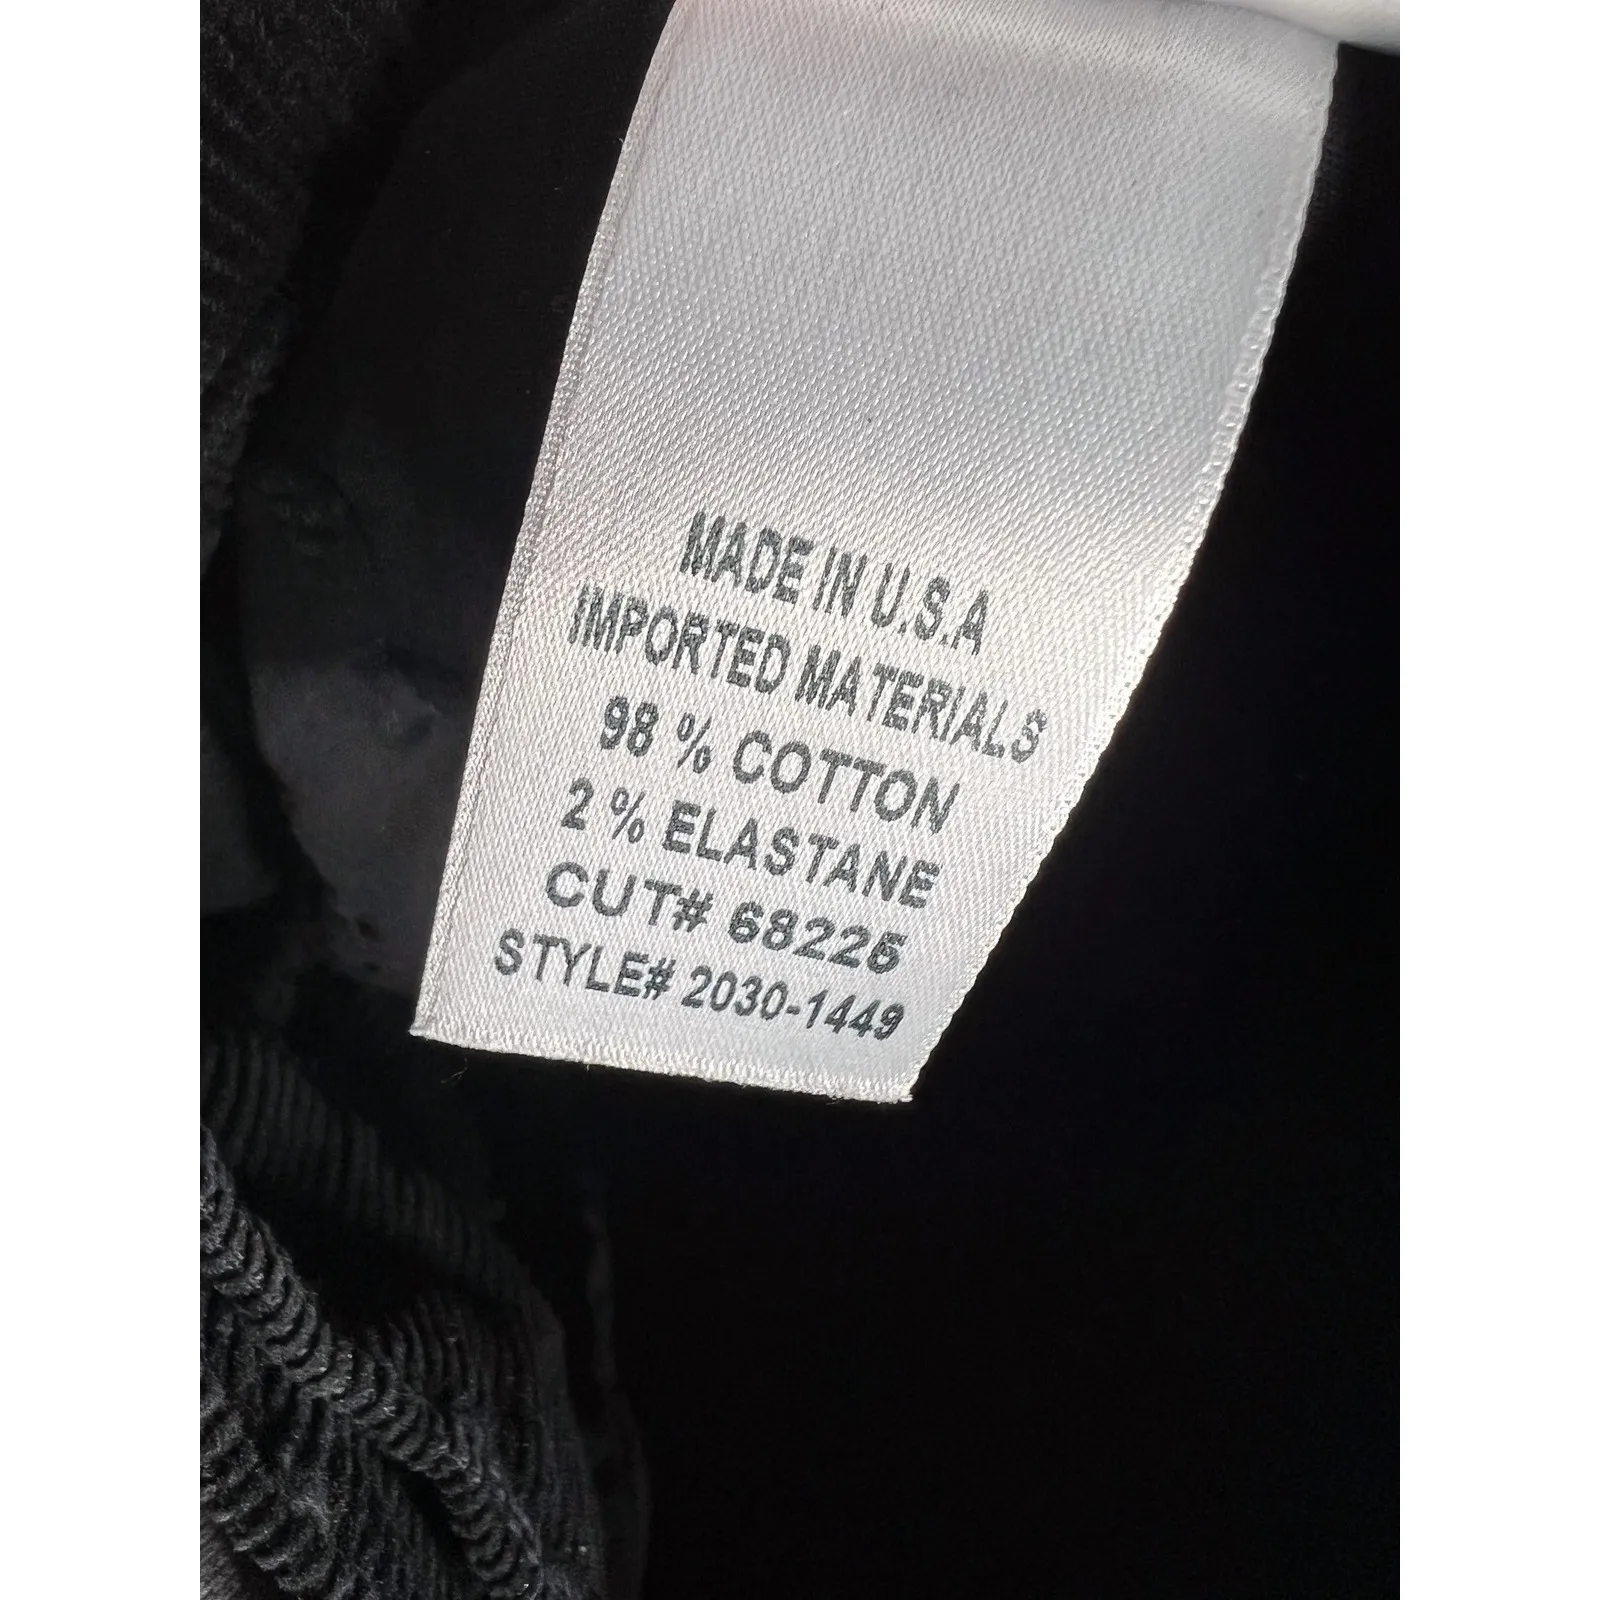 MADE IN U.S.A
IMPORTED MATERIALS
98 % COTTON
2 % ELASTANE
CUT# 68225
STYLE# 2030-1449